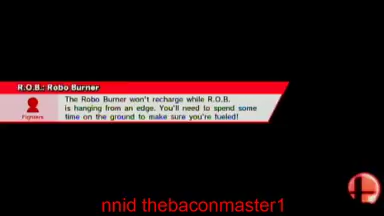 R.O.B.: Robo Burner
The Robo Burner won't recharge while R.O.B.
is hanging from an edge. You'll need to spend some
time on the ground to make sure you're fueled!
Fighters
nnid thebaconmaster1